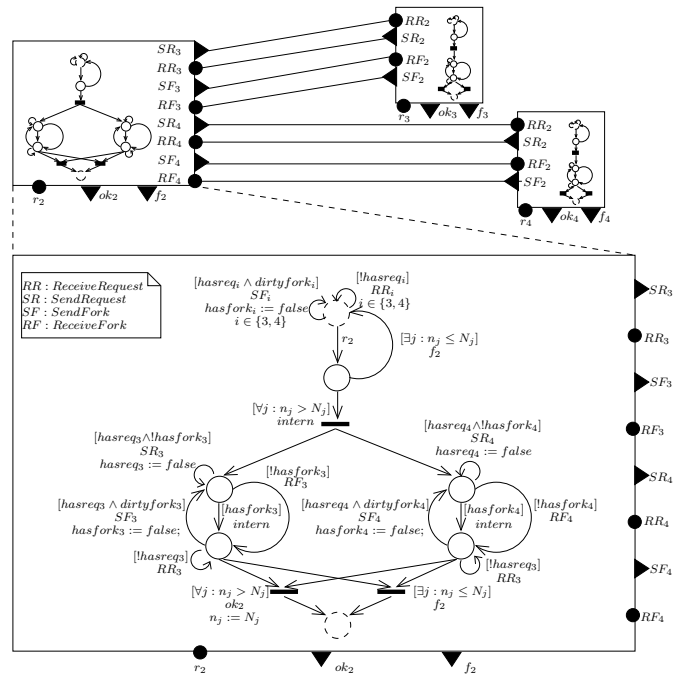 SR₃
RR₃
SF₃
RF₃
SR₄
RR₄
SF₄
RF₄
r₂
ok₂
f₂
RR₂
SR₂
RF₂
SF₂
r₃
ok₃
f₃
RR₂
SR₂
RF₂
SF₂
r₄
ok₄
f₄
RR : ReceiveRequest
SR : SendRequest
SF : SendFork
RF : ReceiveFork
[hasreqᵢ ∧ dirtyforkᵢ]
SFᵢ
hasforkᵢ := false
i ∈ {3, 4}
[!hasreqᵢ]
RRᵢ
i ∈ {3, 4}
r₂
[∃j : nⱼ ≤ Nⱼ]
f₂
[∀j : nⱼ > Nⱼ]
intern
[hasreq₃∧!hasfork₃]
SR₃
hasreq₃ := false
[!hasfork₃]
RF₃
[hasreq₃ ∧ dirtyfork₃]
SF₃
hasfork₃ := false;
[hasfork₃]
intern
[!hasreq₃]
RR₃
[hasreq₄∧!hasfork₄]
SR₄
hasreq₄ := false
[hasreq₄ ∧ dirtyfork₄]
SF₄
hasfork₄ := false;
[hasfork₄]
intern
[!hasfork₄]
RF₄
[!hasreq₃]
RR₃
[∀j : nⱼ > Nⱼ]
ok₂
nⱼ := Nⱼ
[∃j : nⱼ ≤ Nⱼ]
f₂
SR₃
RR₃
SF₃
RF₃
SR₄
RR₄
SF₄
RF₄
r₂
ok₂
f₂